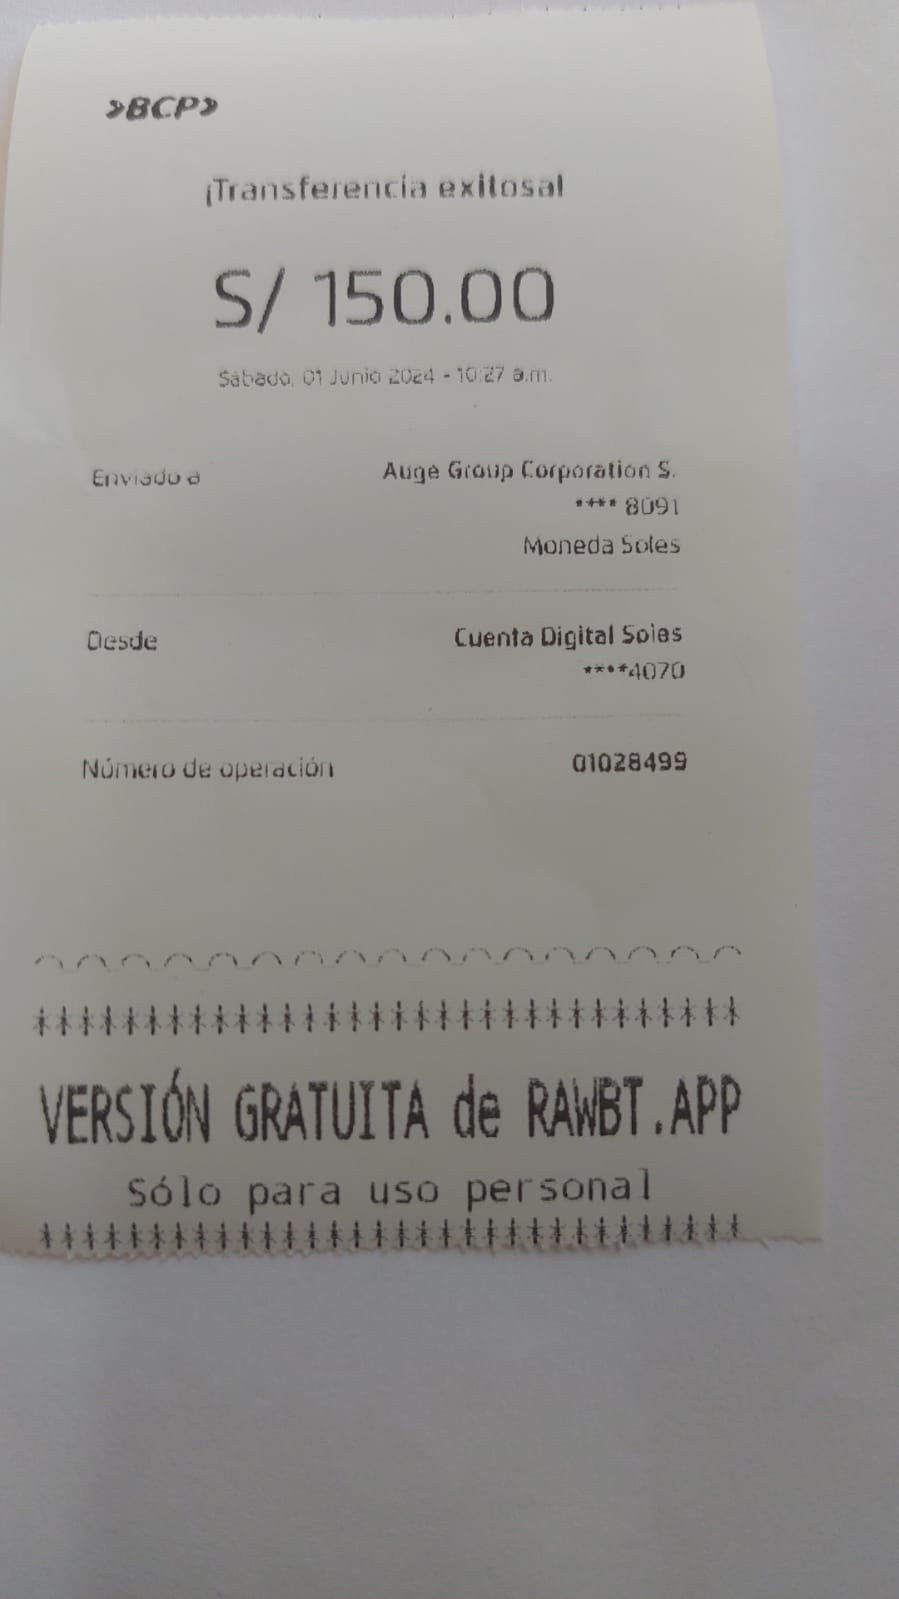 »BCP»
¡Transferencia exitosa!
S/ 150.00
Sábado, 01 Junio 2024 - 10:27 a.m.
Enviado a
Auge Group Corporation S.
**** 8091
Moneda Soles
Desde
Cuenta Digital Soles
****4070
Número de operación
01028499
********************************
VERSIÓN GRATUITA de RAWBT.APP
Sólo para uso personal
********************************